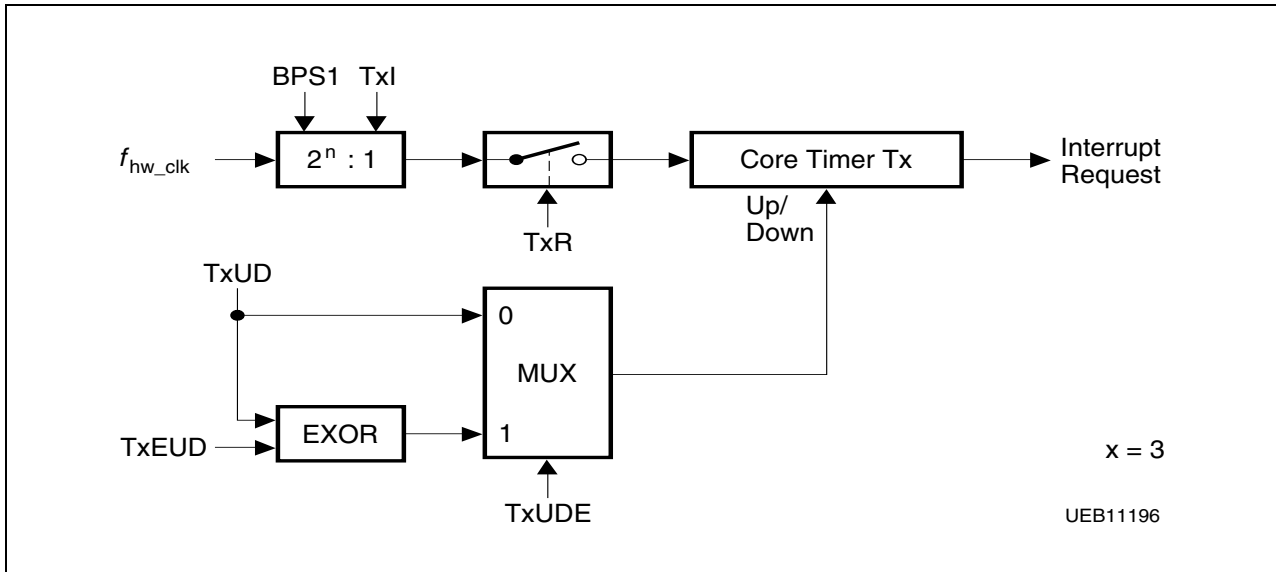 BPS1 TxI
f hw_clk
2ⁿ : 1
Core Timer Tx
Interrupt
Request
Up/
Down
TxR
TxUD
0
MUX
1
EXOR
TxEUD
TxUDE
x = 3
UEB11196